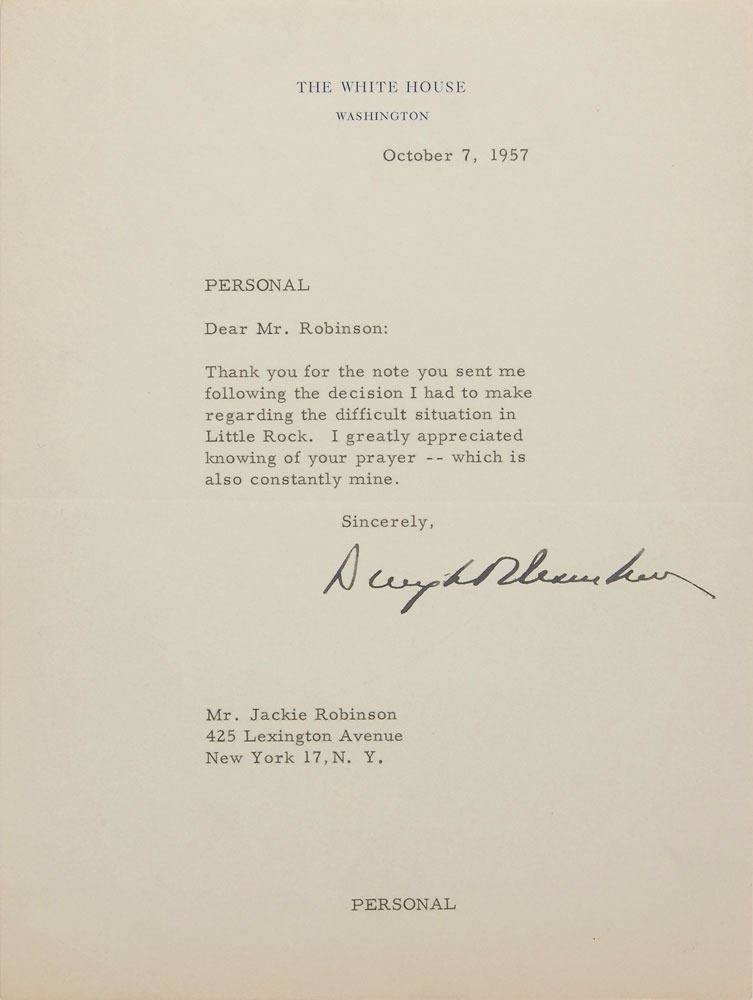 THE WHITE HOUSE
WASHINGTON
October 7, 1957
PERSONAL
Dear Mr. Robinson:
Thank you for the note you sent me
following the decision I had to make
regarding the difficult situation in
Little Rock.  I greatly appreciated
knowing of your prayer -- which is
also constantly mine.
Sincerely,
Dwight D Eisenhower
Mr. Jackie Robinson
425 Lexington Avenue
New York 17, N. Y.
PERSONAL